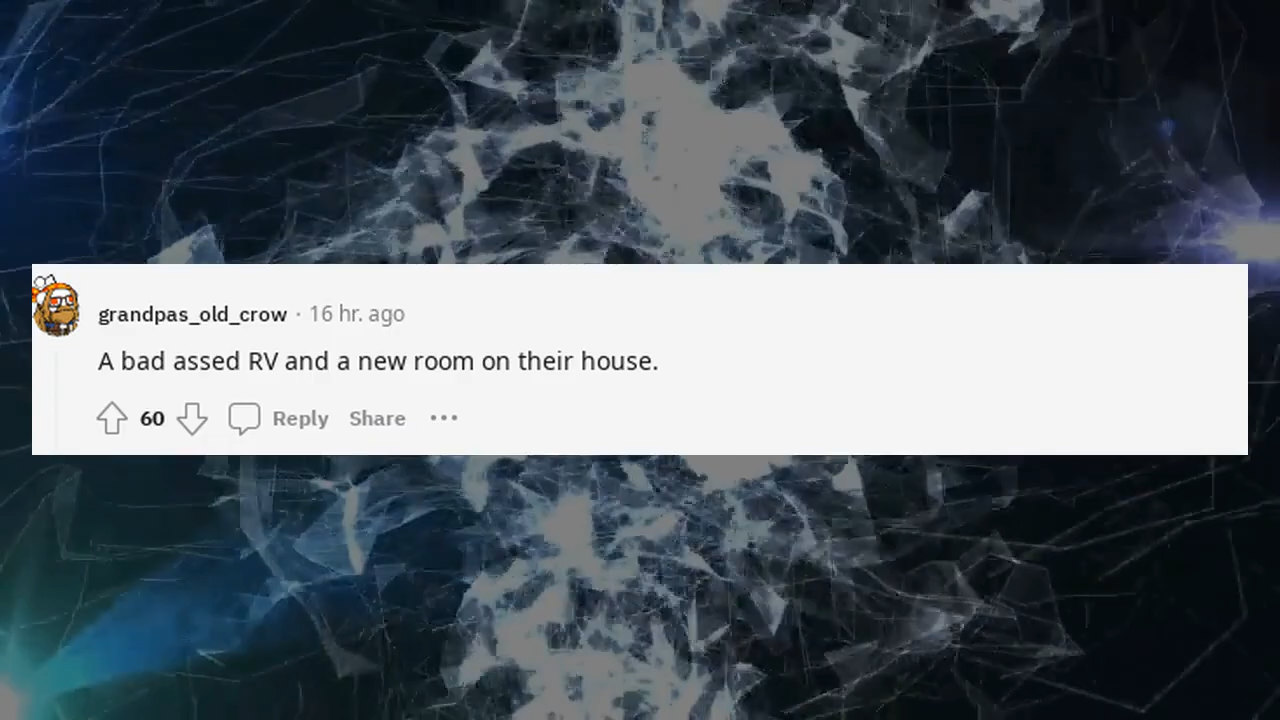 grandpas_old_crow · 16 hr. ago
A bad assed RV and a new room on their house.
60 Reply Share ···